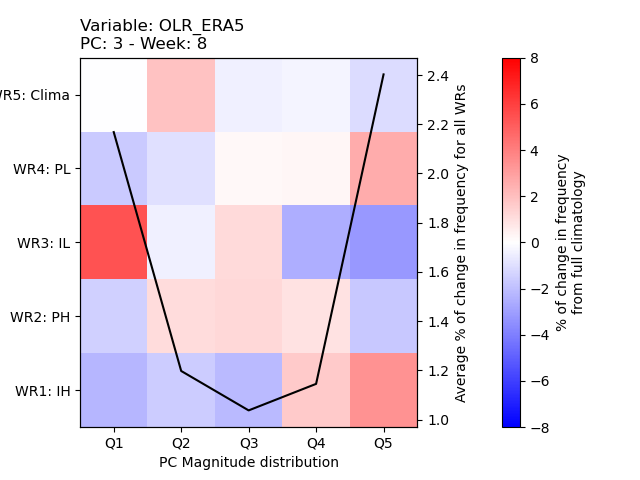 Variable: OLR_ERA5
PC: 3 - Week: 8
WR5: Clima
WR4: PL
WR3: IL
WR2: PH
WR1: IH
Q1 Q2 Q3 Q4 Q5
PC Magnitude distribution
2.4
2.2
2.0
1.8
1.6
1.4
1.2
1.0
Average % of change in frequency for all WRs
8
6
4
2
0
−2
−4
−6
−8
% of change in frequency
from full climatology